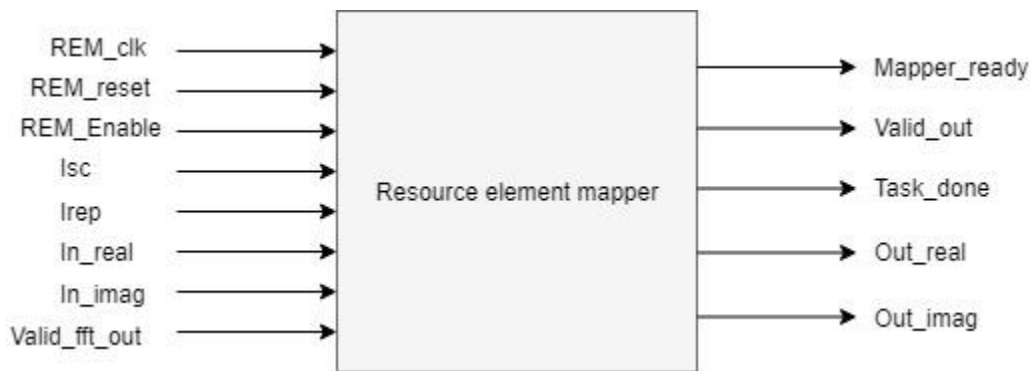 REM_clk
REM_reset
REM_Enable
Isc
Irep
In_real
In_imag
Valid_fft_out
Resource element mapper
Mapper_ready
Valid_out
Task_done
Out_real
Out_imag